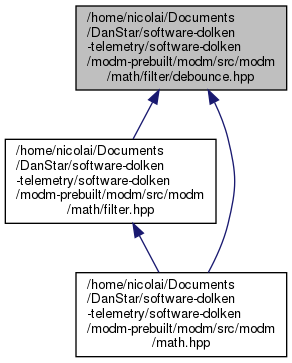 /home/nicolai/Documents
/DanStar/software-dolken
-telemetry/software-dolken
/modm-prebuilt/modm/src/modm
/math/filter/debounce.hpp
/home/nicolai/Documents
/DanStar/software-dolken
-telemetry/software-dolken
/modm-prebuilt/modm/src/modm
/math/filter.hpp
/home/nicolai/Documents
/DanStar/software-dolken
-telemetry/software-dolken
/modm-prebuilt/modm/src/modm
/math.hpp